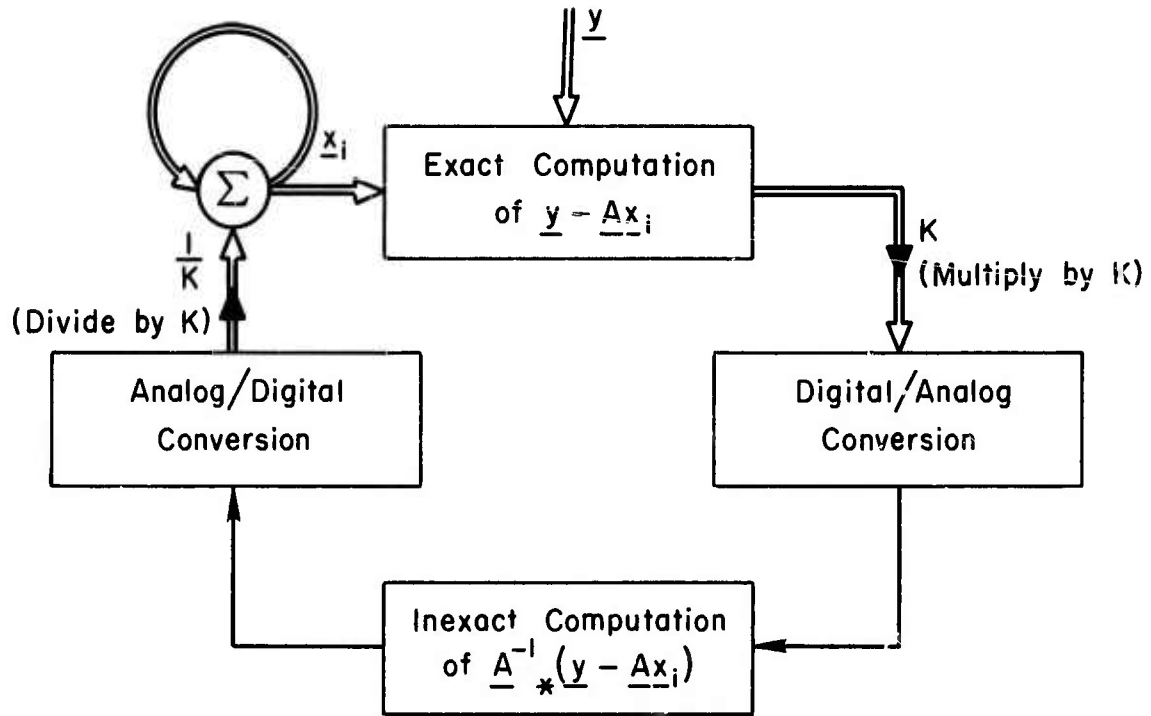 y
x_i
Exact Computation
of y - Ax_i
Σ
K
(Multiply by K)
1/K
(Divide by K)
Analog/Digital
Conversion
Digital/Analog
Conversion
Inexact Computation
of A^-1_*(y - Ax_i)